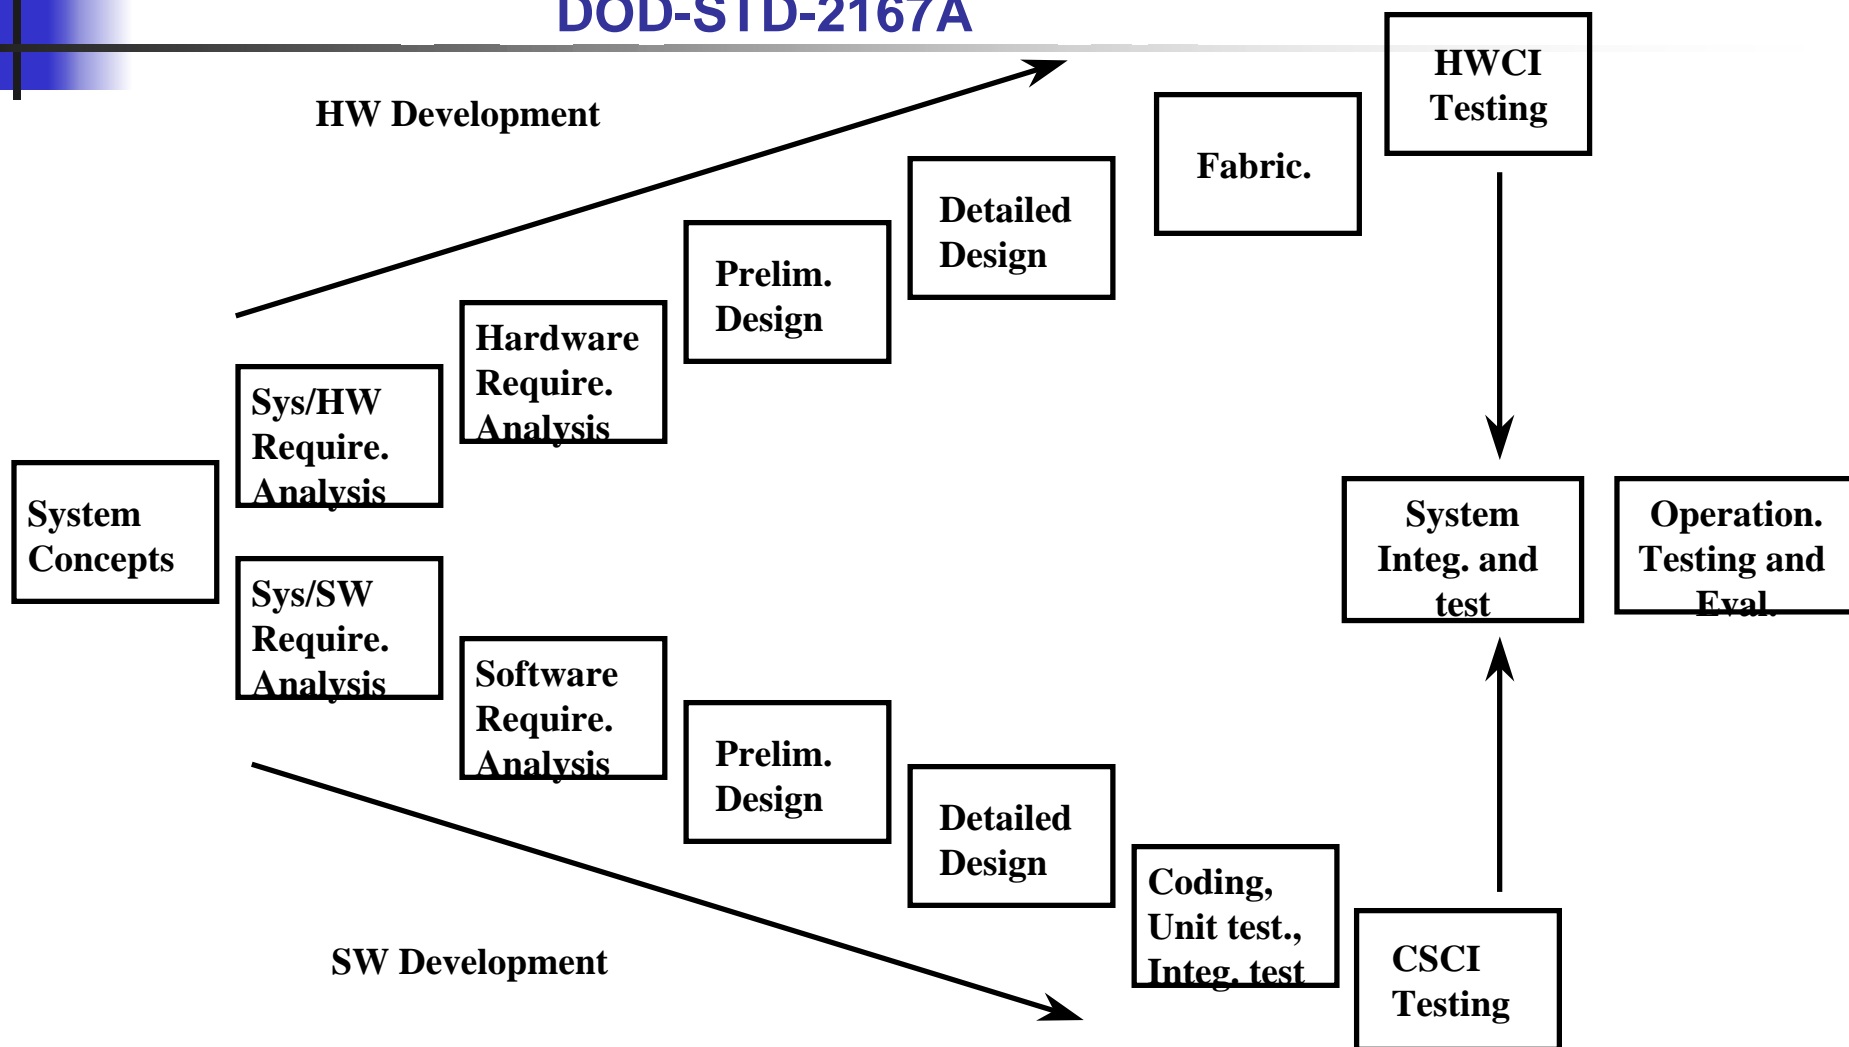 DOD-STD-2167A
HW Development
HWCI
Testing
Fabric.
Detailed
Design
Prelim.
Design
Hardware
Require.
Analysis
Sys/HW
Require.
Analysis
System
Concepts
Sys/SW
Require.
Analysis
Software
Require.
Analysis
Prelim.
Design
Detailed
Design
Coding,
Unit test.,
Integ. test
CSCI
Testing
SW Development
System
Integ. and
test
Operation.
Testing and
Eval.